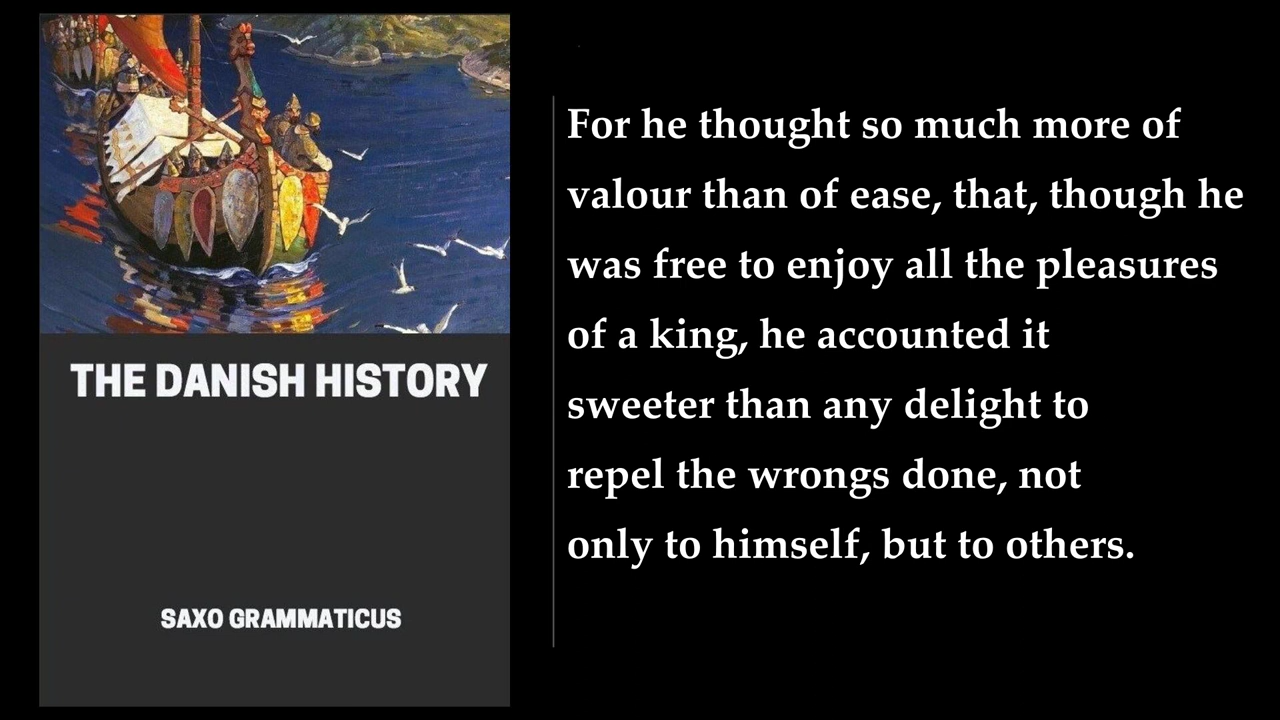 THE DANISH HISTORY
SAXO GRAMMATICUS
For he thought so much more of
valour than of ease, that, though he
was free to enjoy all the pleasures
of a king, he accounted it
sweeter than any delight to
repel the wrongs done, not
only to himself, but to others.